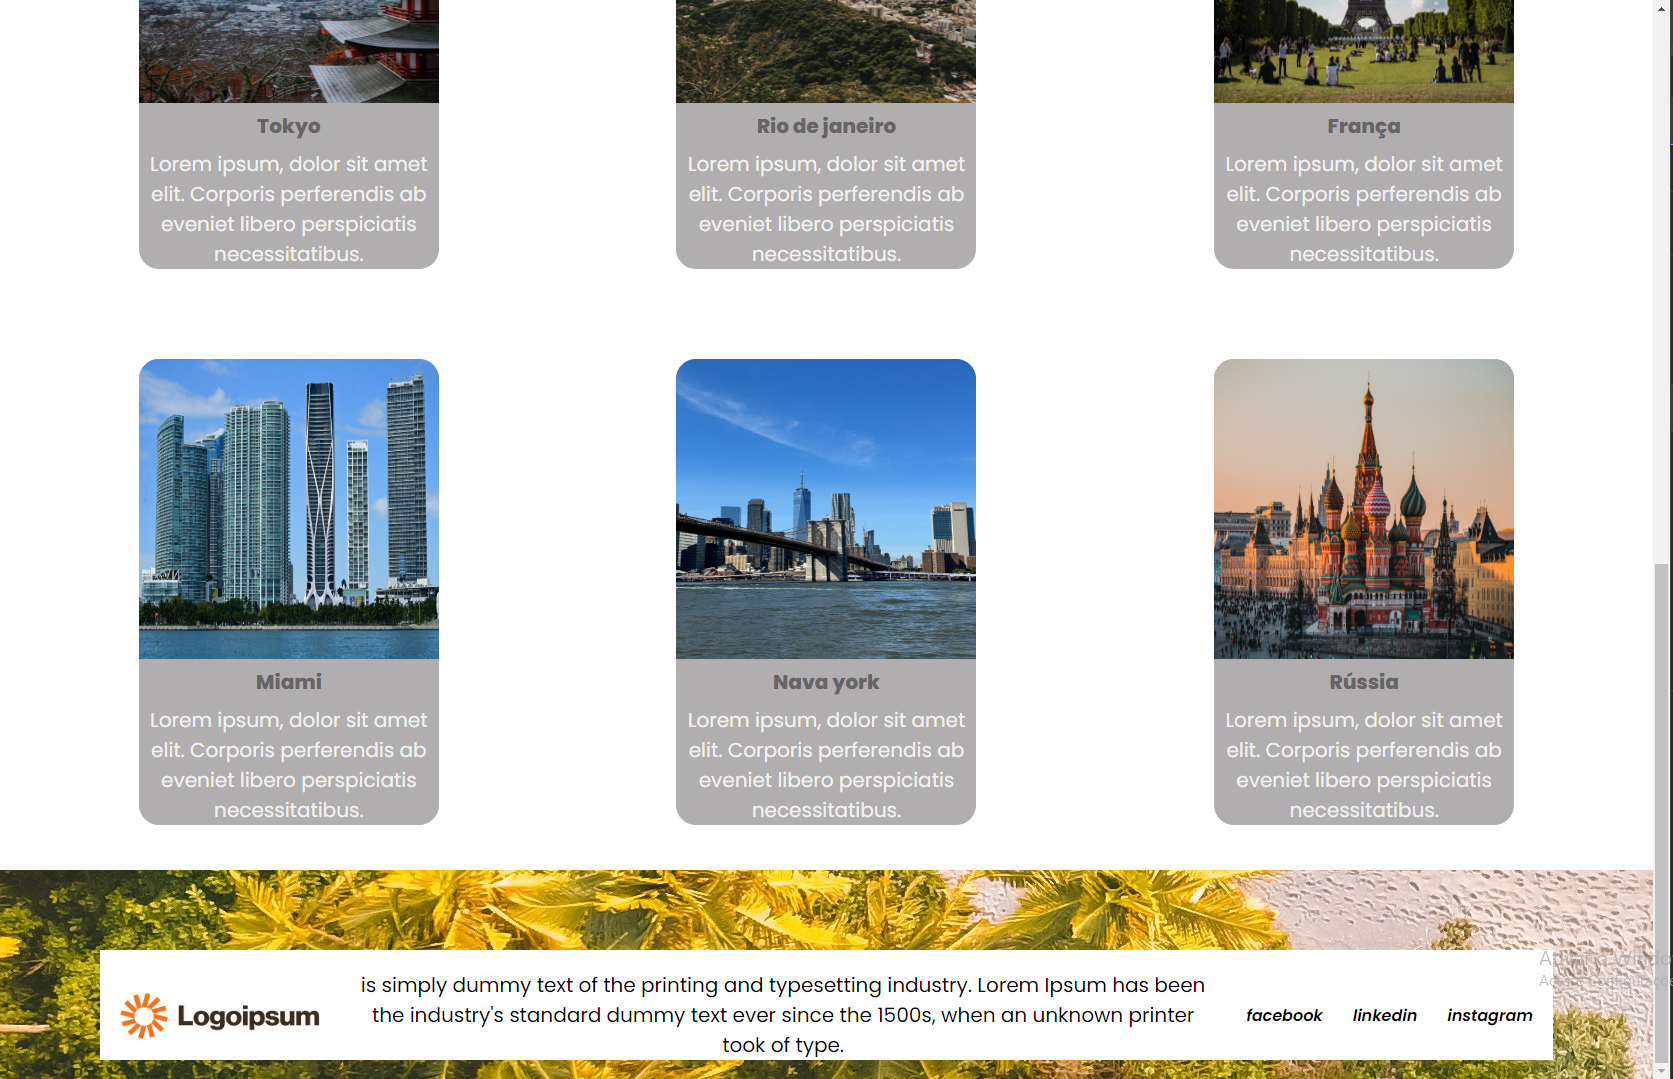 Tokyo
Lorem ipsum, dolor sit amet
elit. Corporis perferendis ab
eveniet libero perspiciatis
necessitatibus.
Rio de janeiro
Lorem ipsum, dolor sit amet
elit. Corporis perferendis ab
eveniet libero perspiciatis
necessitatibus.
França
Lorem ipsum, dolor sit amet
elit. Corporis perferendis ab
eveniet libero perspiciatis
necessitatibus.
Miami
Lorem ipsum, dolor sit amet
elit. Corporis perferendis ab
eveniet libero perspiciatis
necessitatibus.
Nava york
Lorem ipsum, dolor sit amet
elit. Corporis perferendis ab
eveniet libero perspiciatis
necessitatibus.
Rússia
Lorem ipsum, dolor sit amet
elit. Corporis perferendis ab
eveniet libero perspiciatis
necessitatibus.
Logoipsum
is simply dummy text of the printing and typesetting industry. Lorem Ipsum has been
the industry's standard dummy text ever since the 1500s, when an unknown printer
took of type.
facebook linkedin instagram